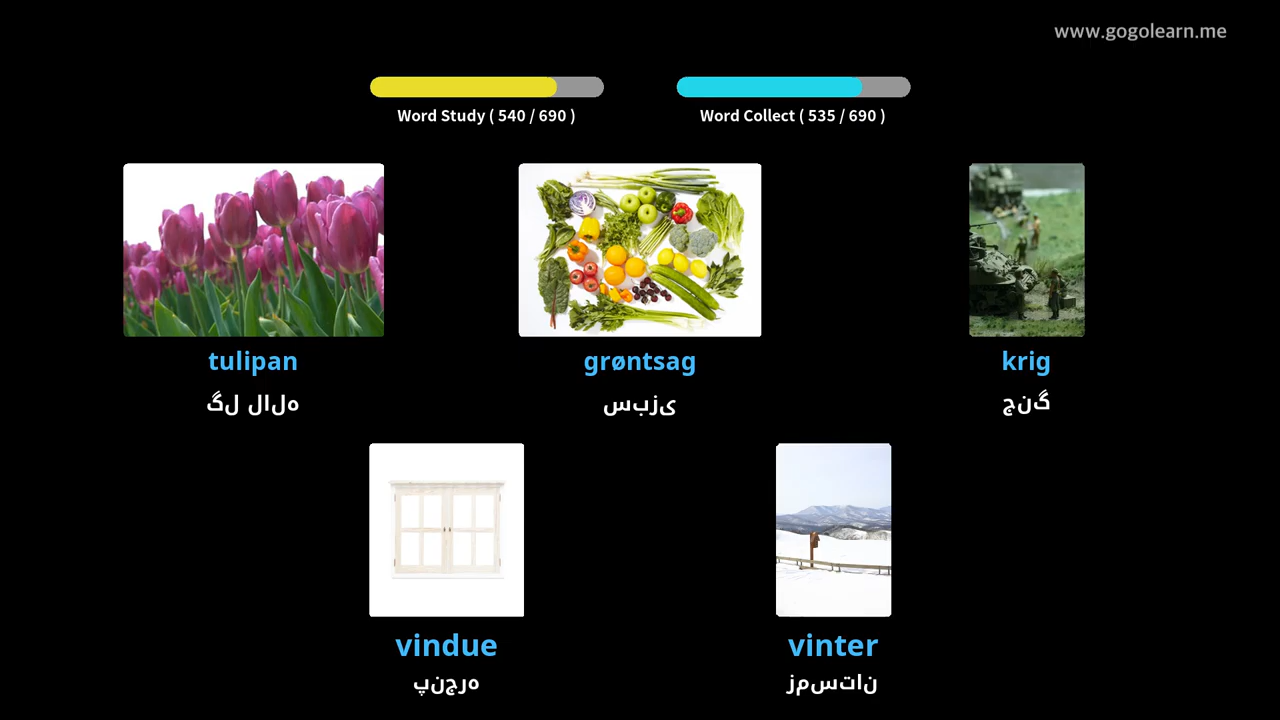 www.gogolearn.me
Word Study ( 540 / 690 )
Word Collect ( 535 / 690 )
tulipan
گل لاله
grøntsag
سبزی
krig
جنگ
vindue
پنجره
vinter
زمستان